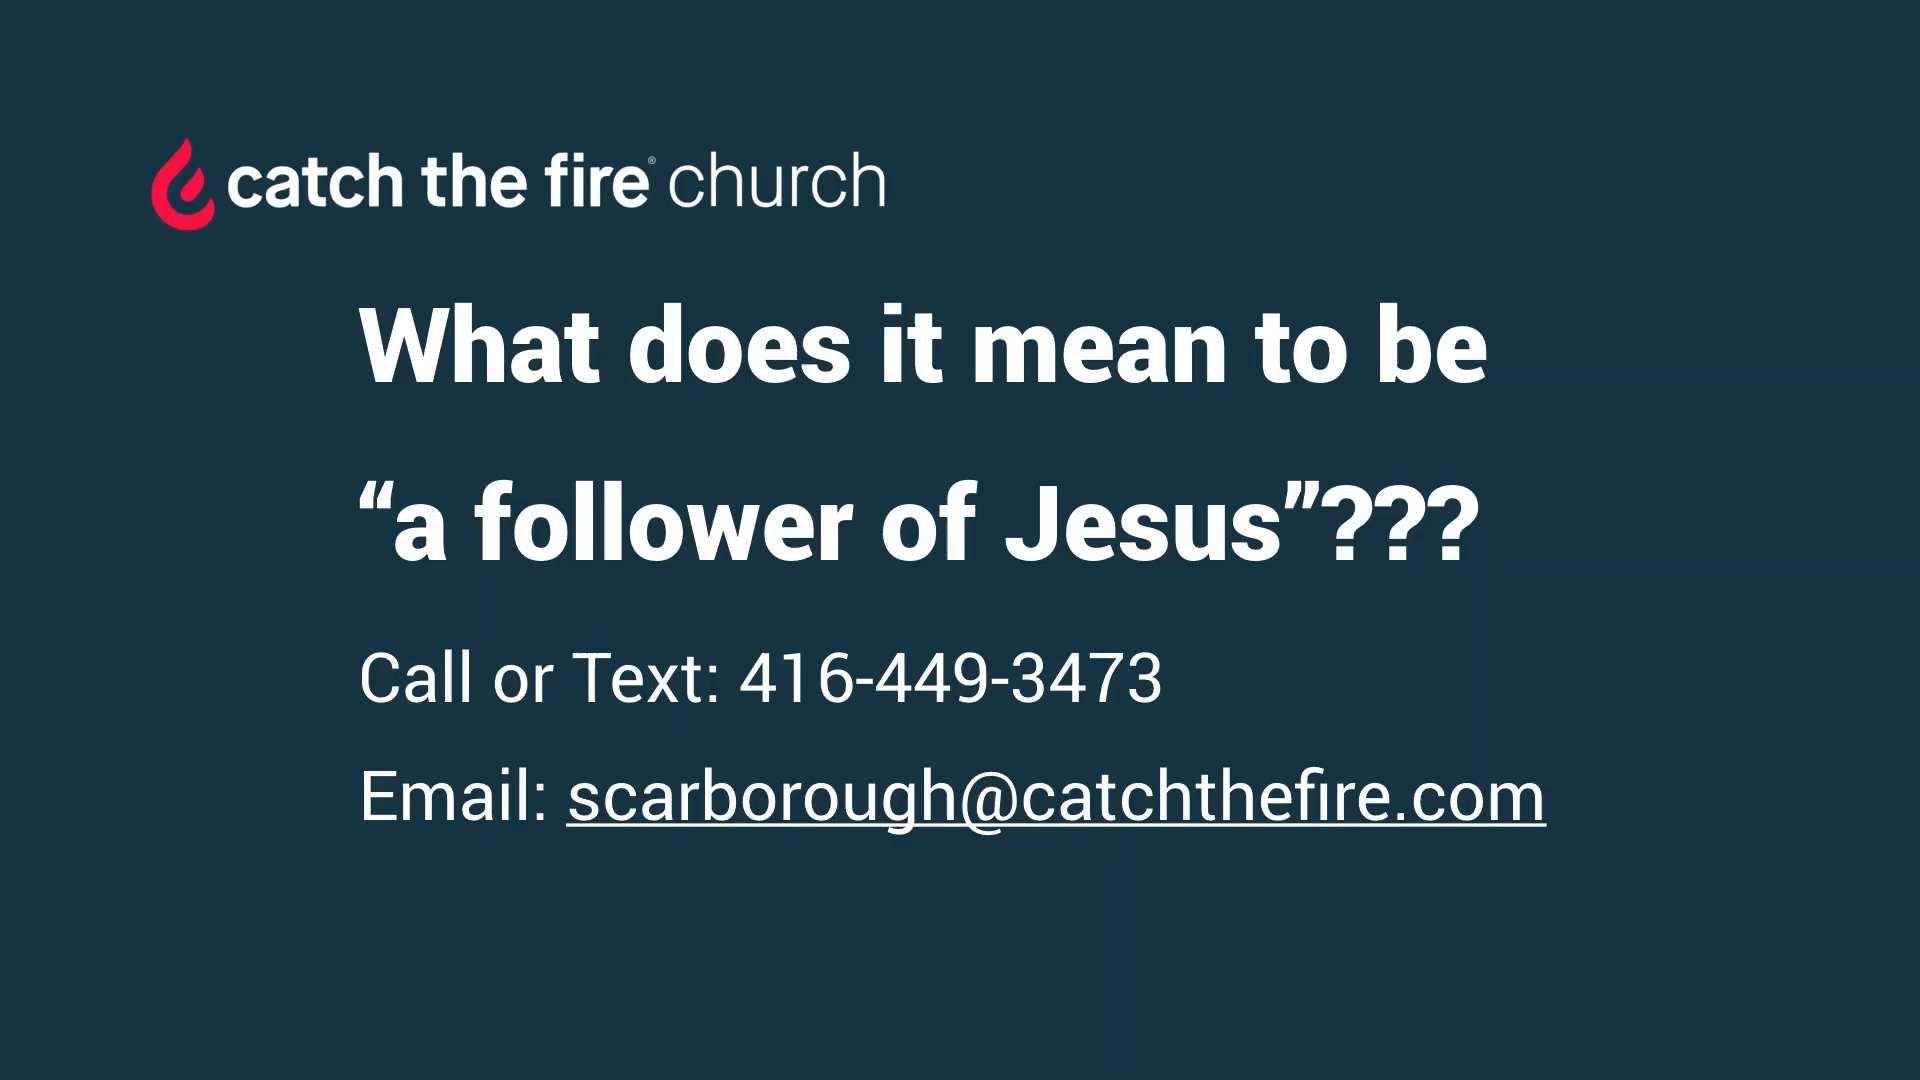 catch the fire® church
What does it mean to be
“a follower of Jesus”???
Call or Text: 416-449-3473
Email: scarborough@catchthefire.com